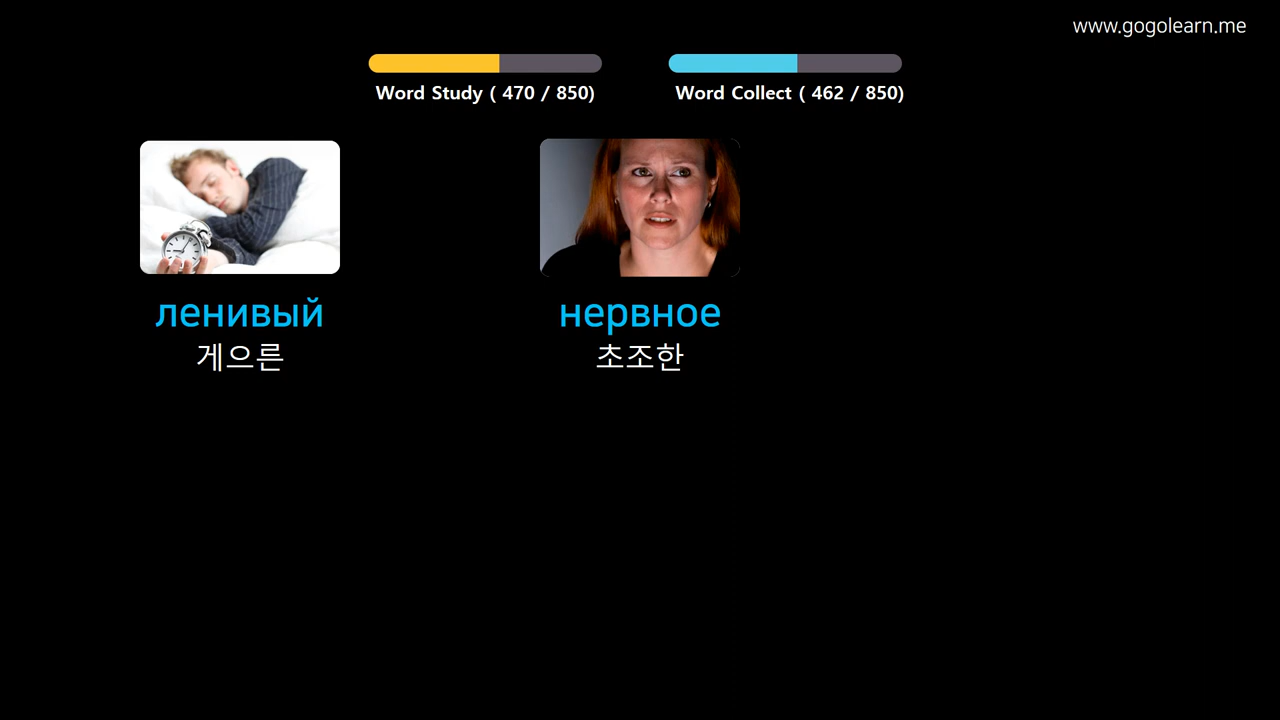 www.gogolearn.me
Word Study ( 470 / 850)
Word Collect ( 462 / 850)
ленивый
게으른
нервное
초조한